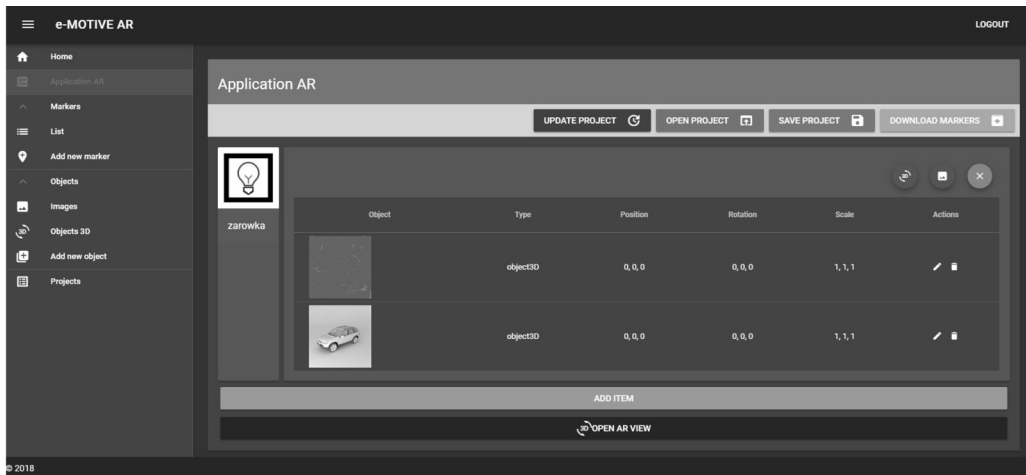 e-MOTIVE AR
LOGOUT
Home
Application AR
Markers
List
Add new marker
Objects
Images
3D Objects 3D
Add new object
Projects
Application AR
UPDATE PROJECT
OPEN PROJECT
SAVE PROJECT
DOWNLOAD MARKERS
zarowka
3D
Object Type Position Rotation Scale Actions
object3D 0, 0, 0 0, 0, 0 1, 1, 1
object3D 0, 0, 0 0, 0, 0 1, 1, 1
ADD ITEM
3D OPEN AR VIEW
© 2018